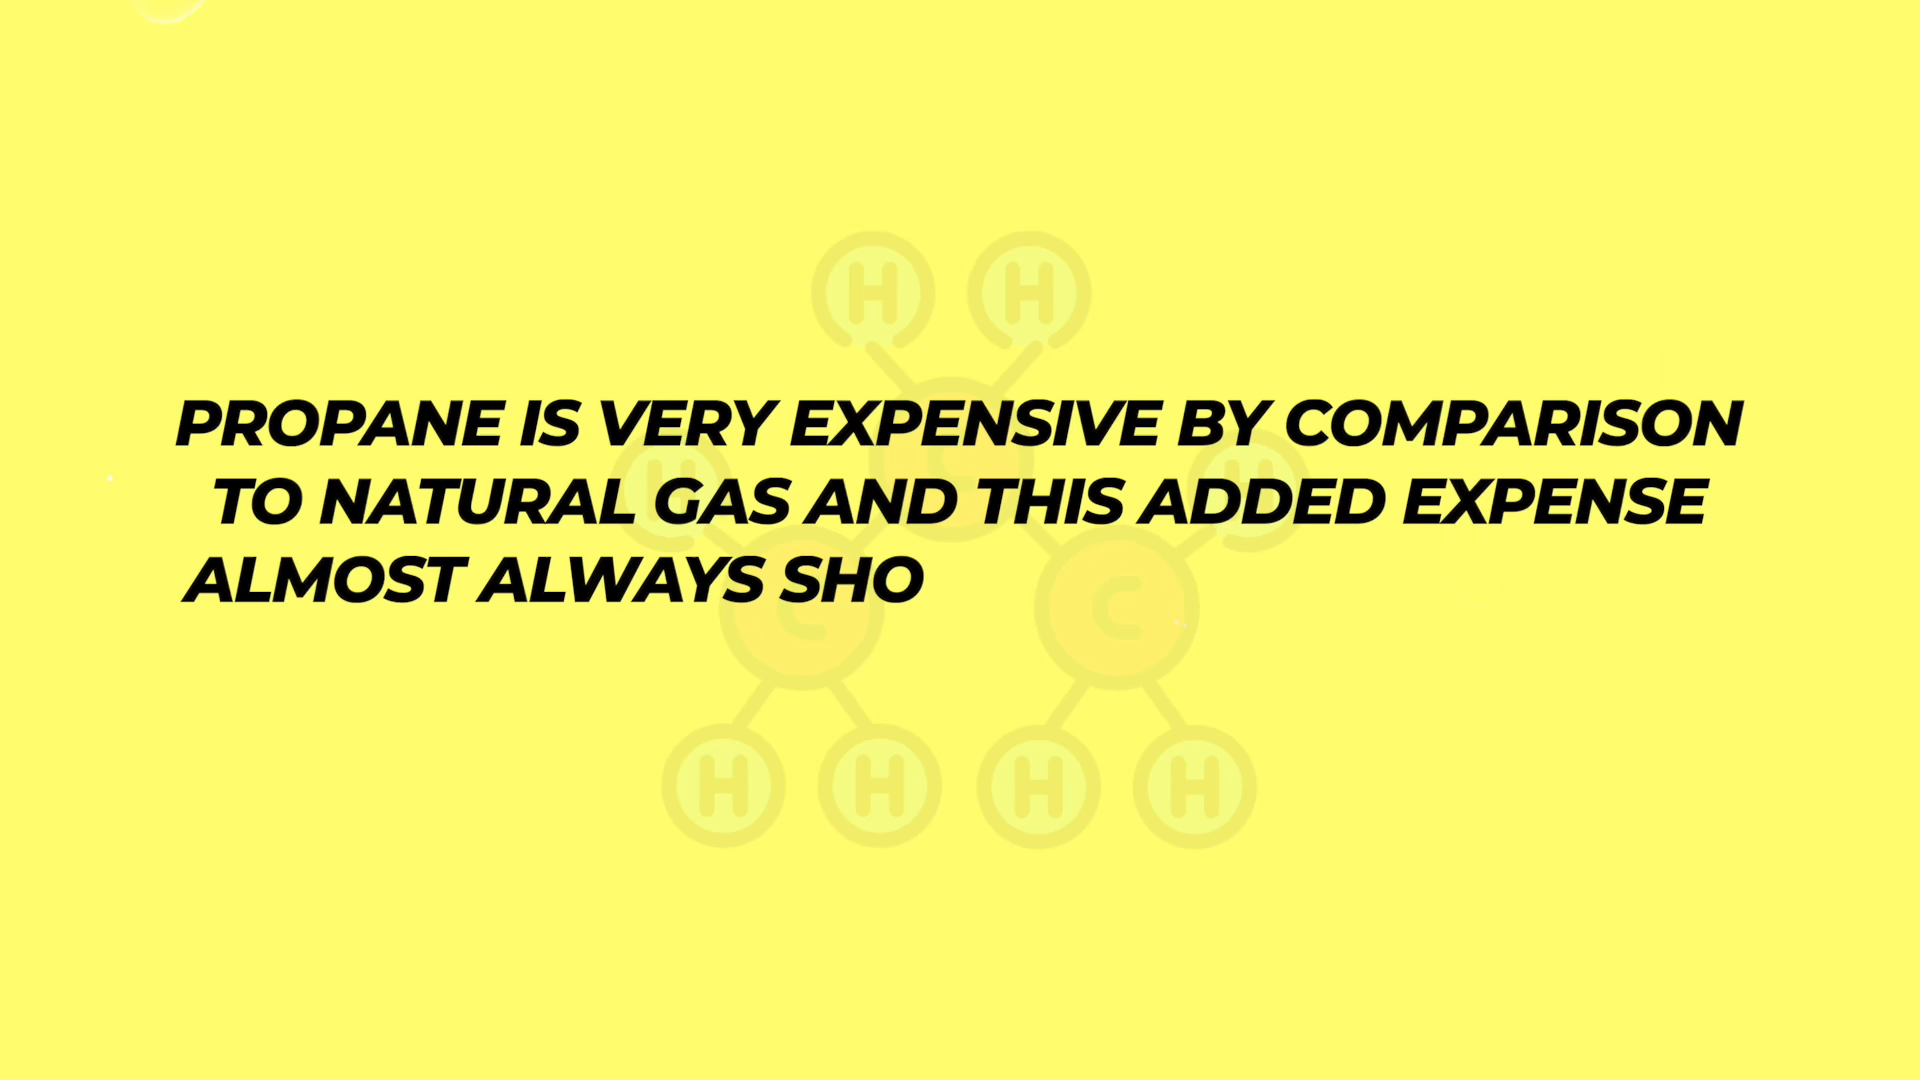 H H
PROPANE IS VERY EXPENSIVE BY COMPARISON
TO NATURAL GAS AND THIS ADDED EXPENSE
ALMOST ALWAYS SHO
H C H
C C
H H H H